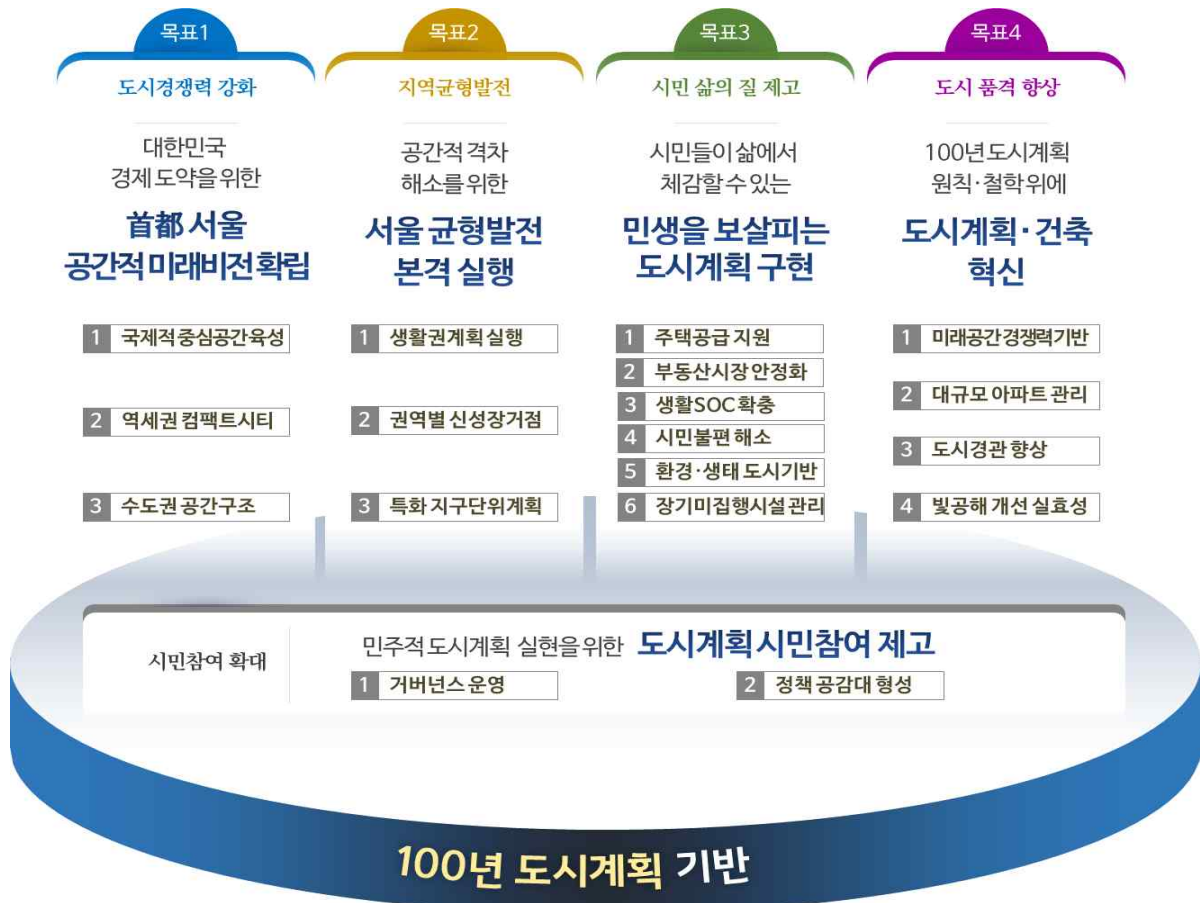 목표1
도시경쟁력 강화
대한민국
경제 도약을 위한
首都 서울
공간적 미래비전 확립
1 국제적 중심공간 육성
2 역세권 컴팩트시티
3 수도권 공간구조
목표2
지역균형발전
공간적 격차
해소를 위한
서울 균형발전
본격 실행
1 생활권계획 실행
2 권역별 신성장거점
3 특화 지구단위계획
목표3
시민 삶의 질 제고
시민들이 삶에서
체감할 수 있는
민생을 보살피는
도시계획 구현
1 주택공급 지원
2 부동산시장 안정화
3 생활SOC 확충
4 시민불편 해소
5 환경·생태 도시기반
6 장기미집행시설 관리
목표4
도시 품격 향상
100년 도시계획
원칙·철학 위에
도시계획·건축
혁신
1 미래공간 경쟁력기반
2 대규모 아파트 관리
3 도시경관 향상
4 빛공해 개선 실효성
시민참여 확대
민주적 도시계획 실현을 위한 도시계획 시민참여 제고
1 거버넌스 운영
2 정책 공감대 형성
100년 도시계획 기반